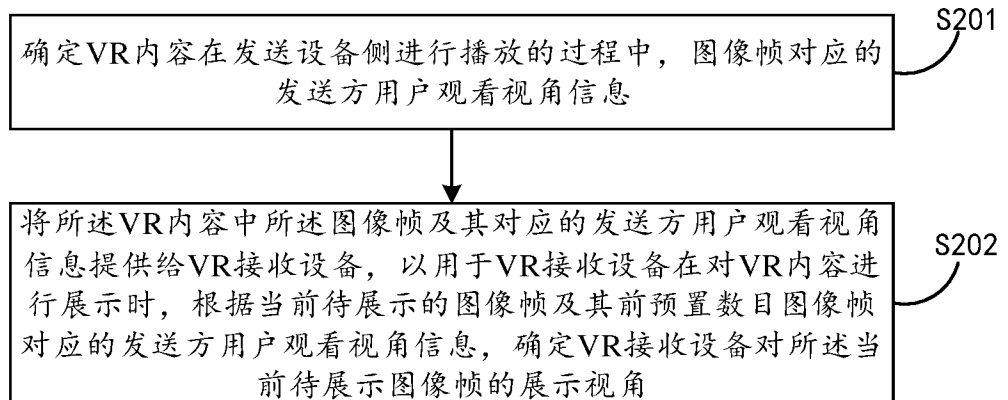 S201
确定VR内容在发送设备侧进行播放的过程中，图像帧对应的
发送方用户观看视角信息
将所述VR内容中所述图像帧及其对应的发送方用户观看视角
信息提供给VR接收设备，以用于VR接收设备在对VR内容进
行展示时，根据当前待展示的图像帧及其前预置数目图像帧
对应的发送方用户观看视角信息，确定VR接收设备对所述当
前待展示图像帧的展示视角
S202